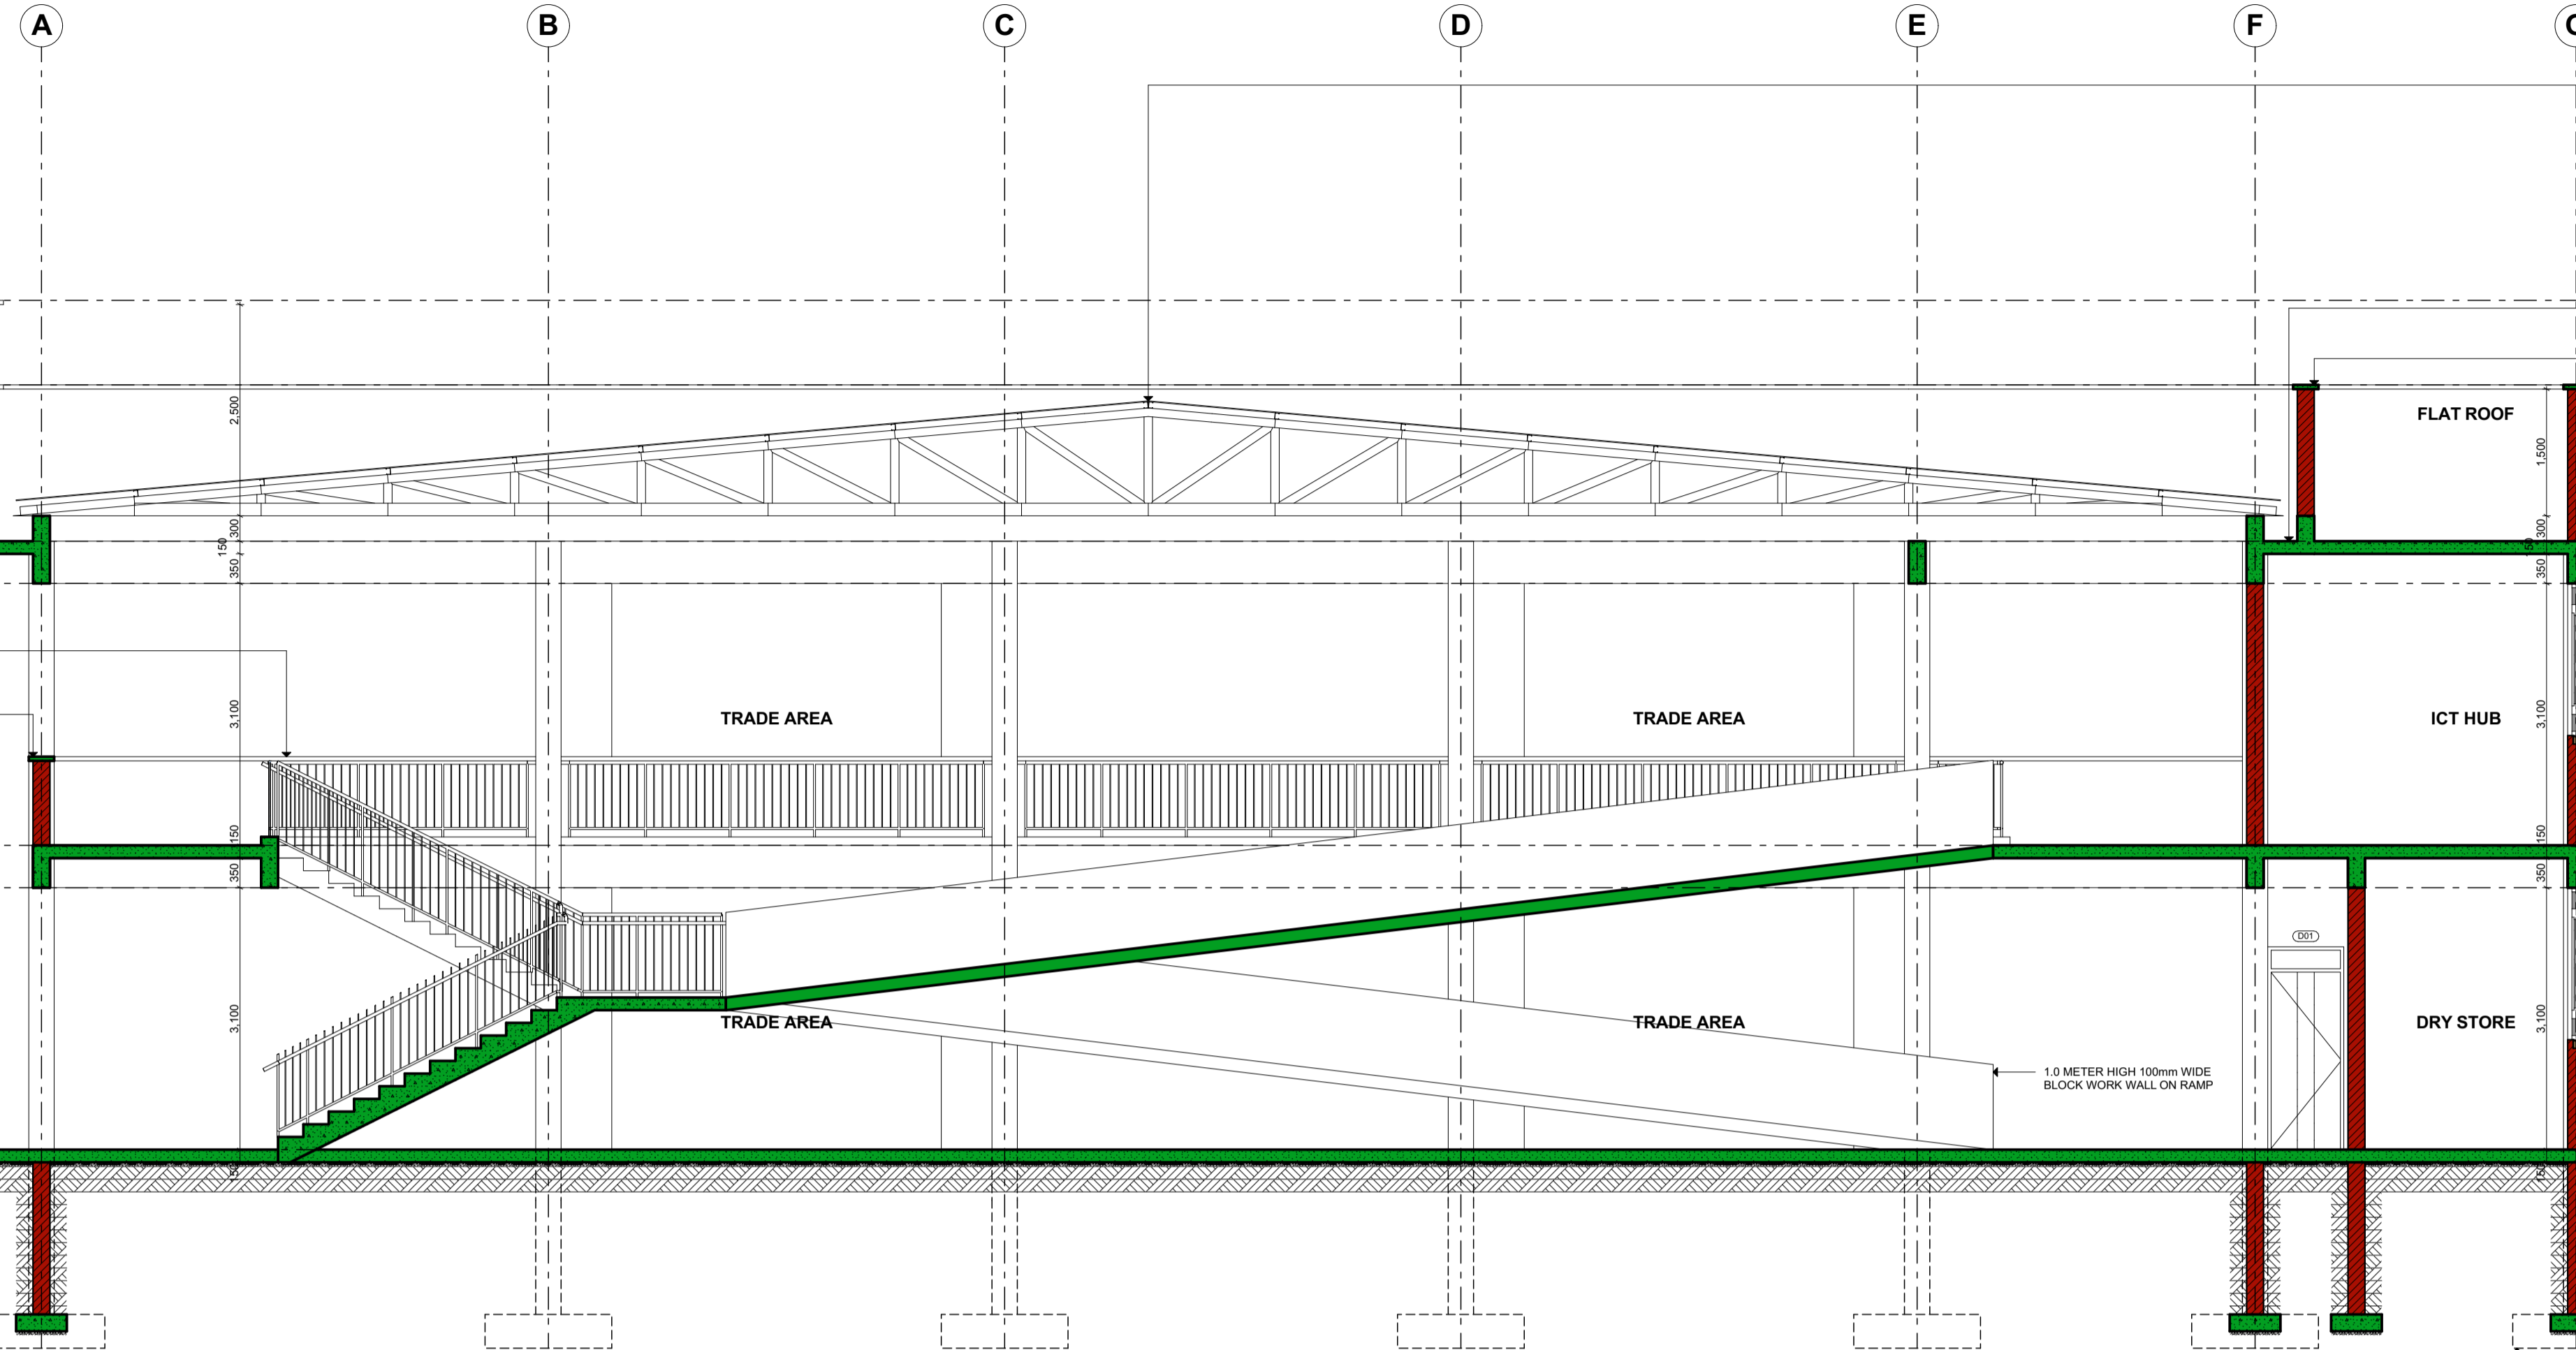 A
B
C
D
E
F
2,500
FLAT ROOF
1,500
300
150
350
300
150
350
3,100
TRADE AREA
TRADE AREA
ICT HUB
3,100
150
350
150
350
D01
3,100
TRADE AREA
TRADE AREA
DRY STORE
3,100
1.0 METER HIGH 100mm WIDE
BLOCK WORK WALL ON RAMP
150
150